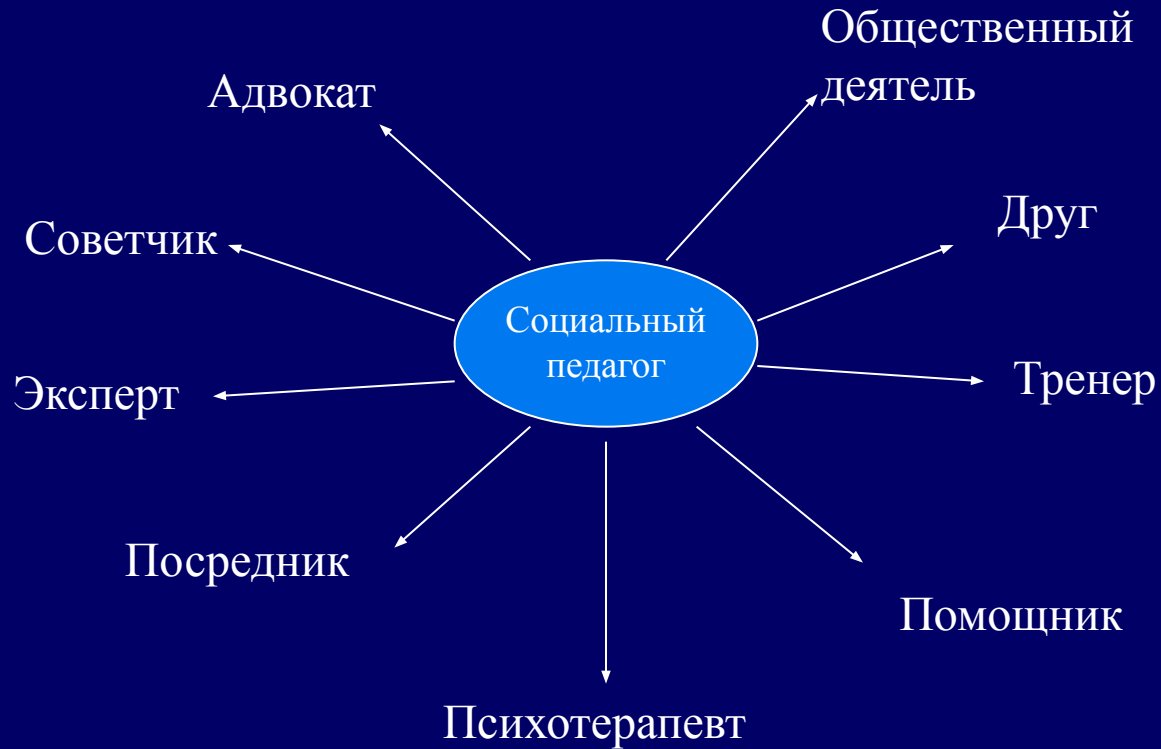 Общественный
деятель
Адвокат
Друг
Советчик
Социальный
педагог
Тренер
Эксперт
Посредник
Помощник
Психотерапевт